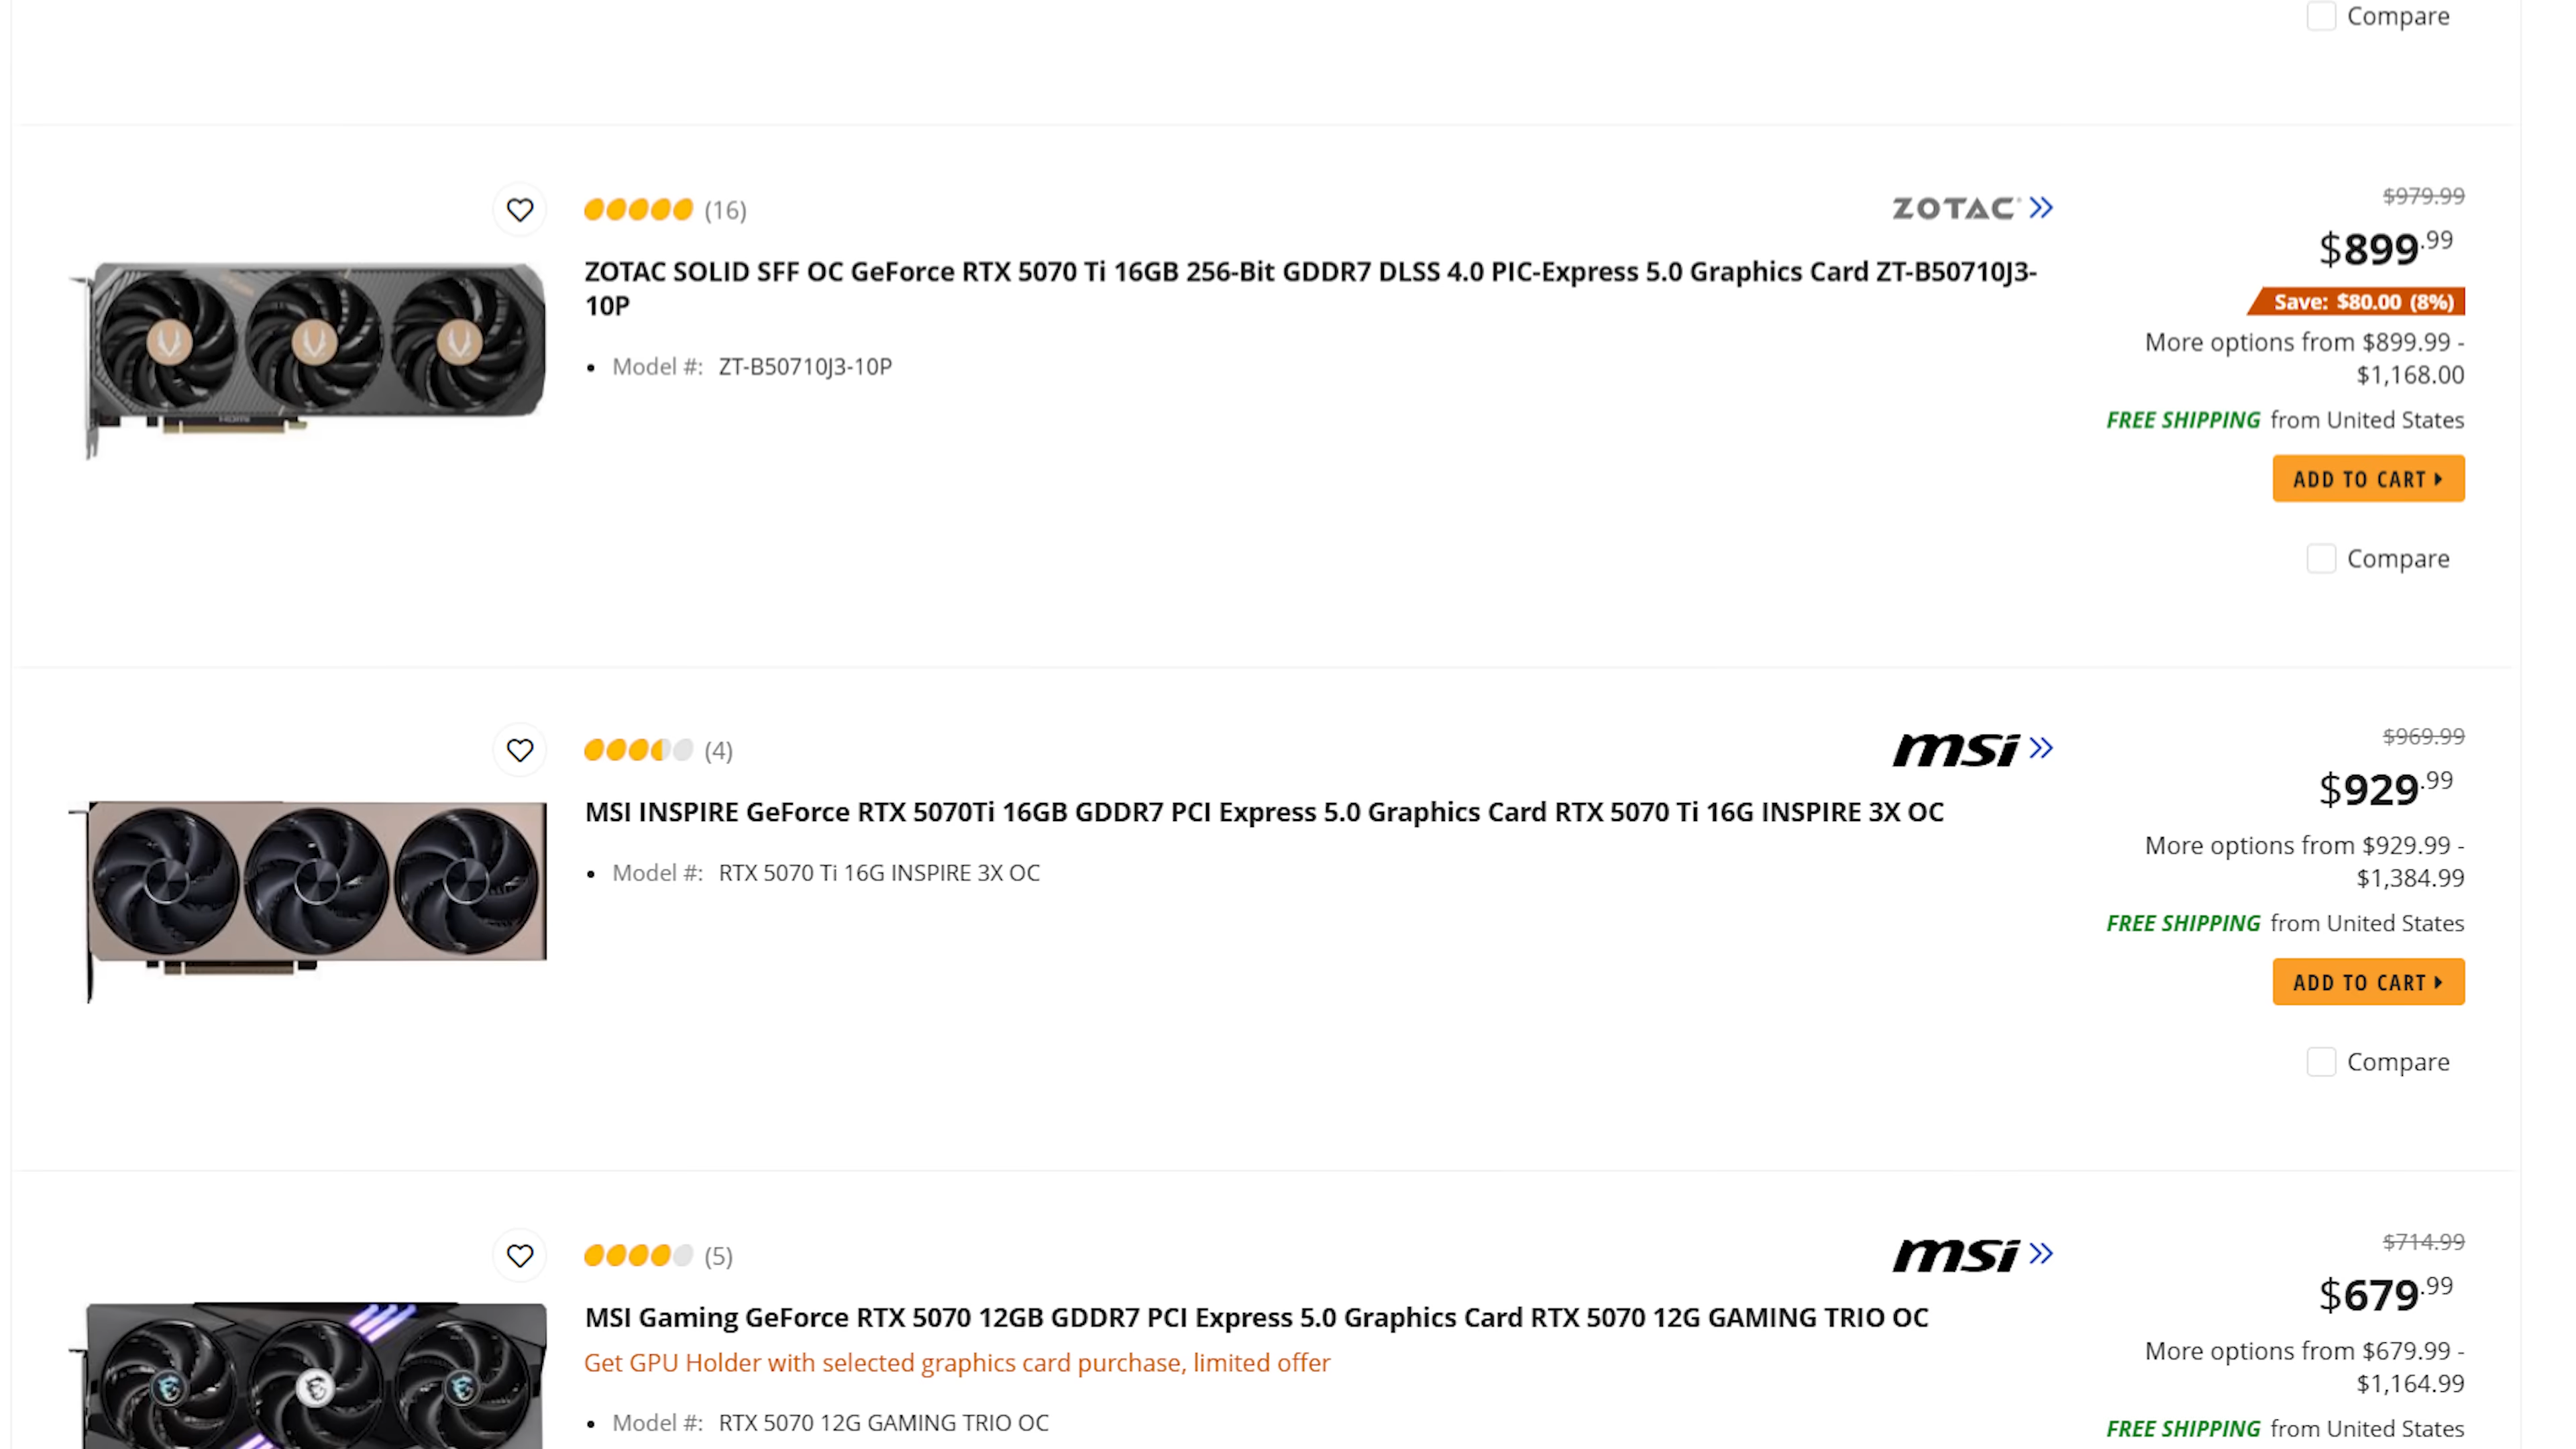 Compare
(16)
ZOTAC
$979.99
$899.99
ZOTAC SOLID SFF OC GeForce RTX 5070 Ti 16GB 256-Bit GDDR7 DLSS 4.0 PIC-Express 5.0 Graphics Card ZT-B50710J3-
10P
Save: $80.00 (8%)
Model #: ZT-B50710J3-10P
More options from $899.99 -
$1,168.00
FREE SHIPPING from United States
ADD TO CART
Compare
(4)
msi
$969.99
$929.99
MSI INSPIRE GeForce RTX 5070Ti 16GB GDDR7 PCI Express 5.0 Graphics Card RTX 5070 Ti 16G INSPIRE 3X OC
Model #: RTX 5070 Ti 16G INSPIRE 3X OC
More options from $929.99 -
$1,384.99
FREE SHIPPING from United States
ADD TO CART
Compare
(5)
msi
$714.99
$679.99
MSI Gaming GeForce RTX 5070 12GB GDDR7 PCI Express 5.0 Graphics Card RTX 5070 12G GAMING TRIO OC
Get GPU Holder with selected graphics card purchase, limited offer
Model #: RTX 5070 12G GAMING TRIO OC
More options from $679.99 -
$1,164.99
FREE SHIPPING from United States